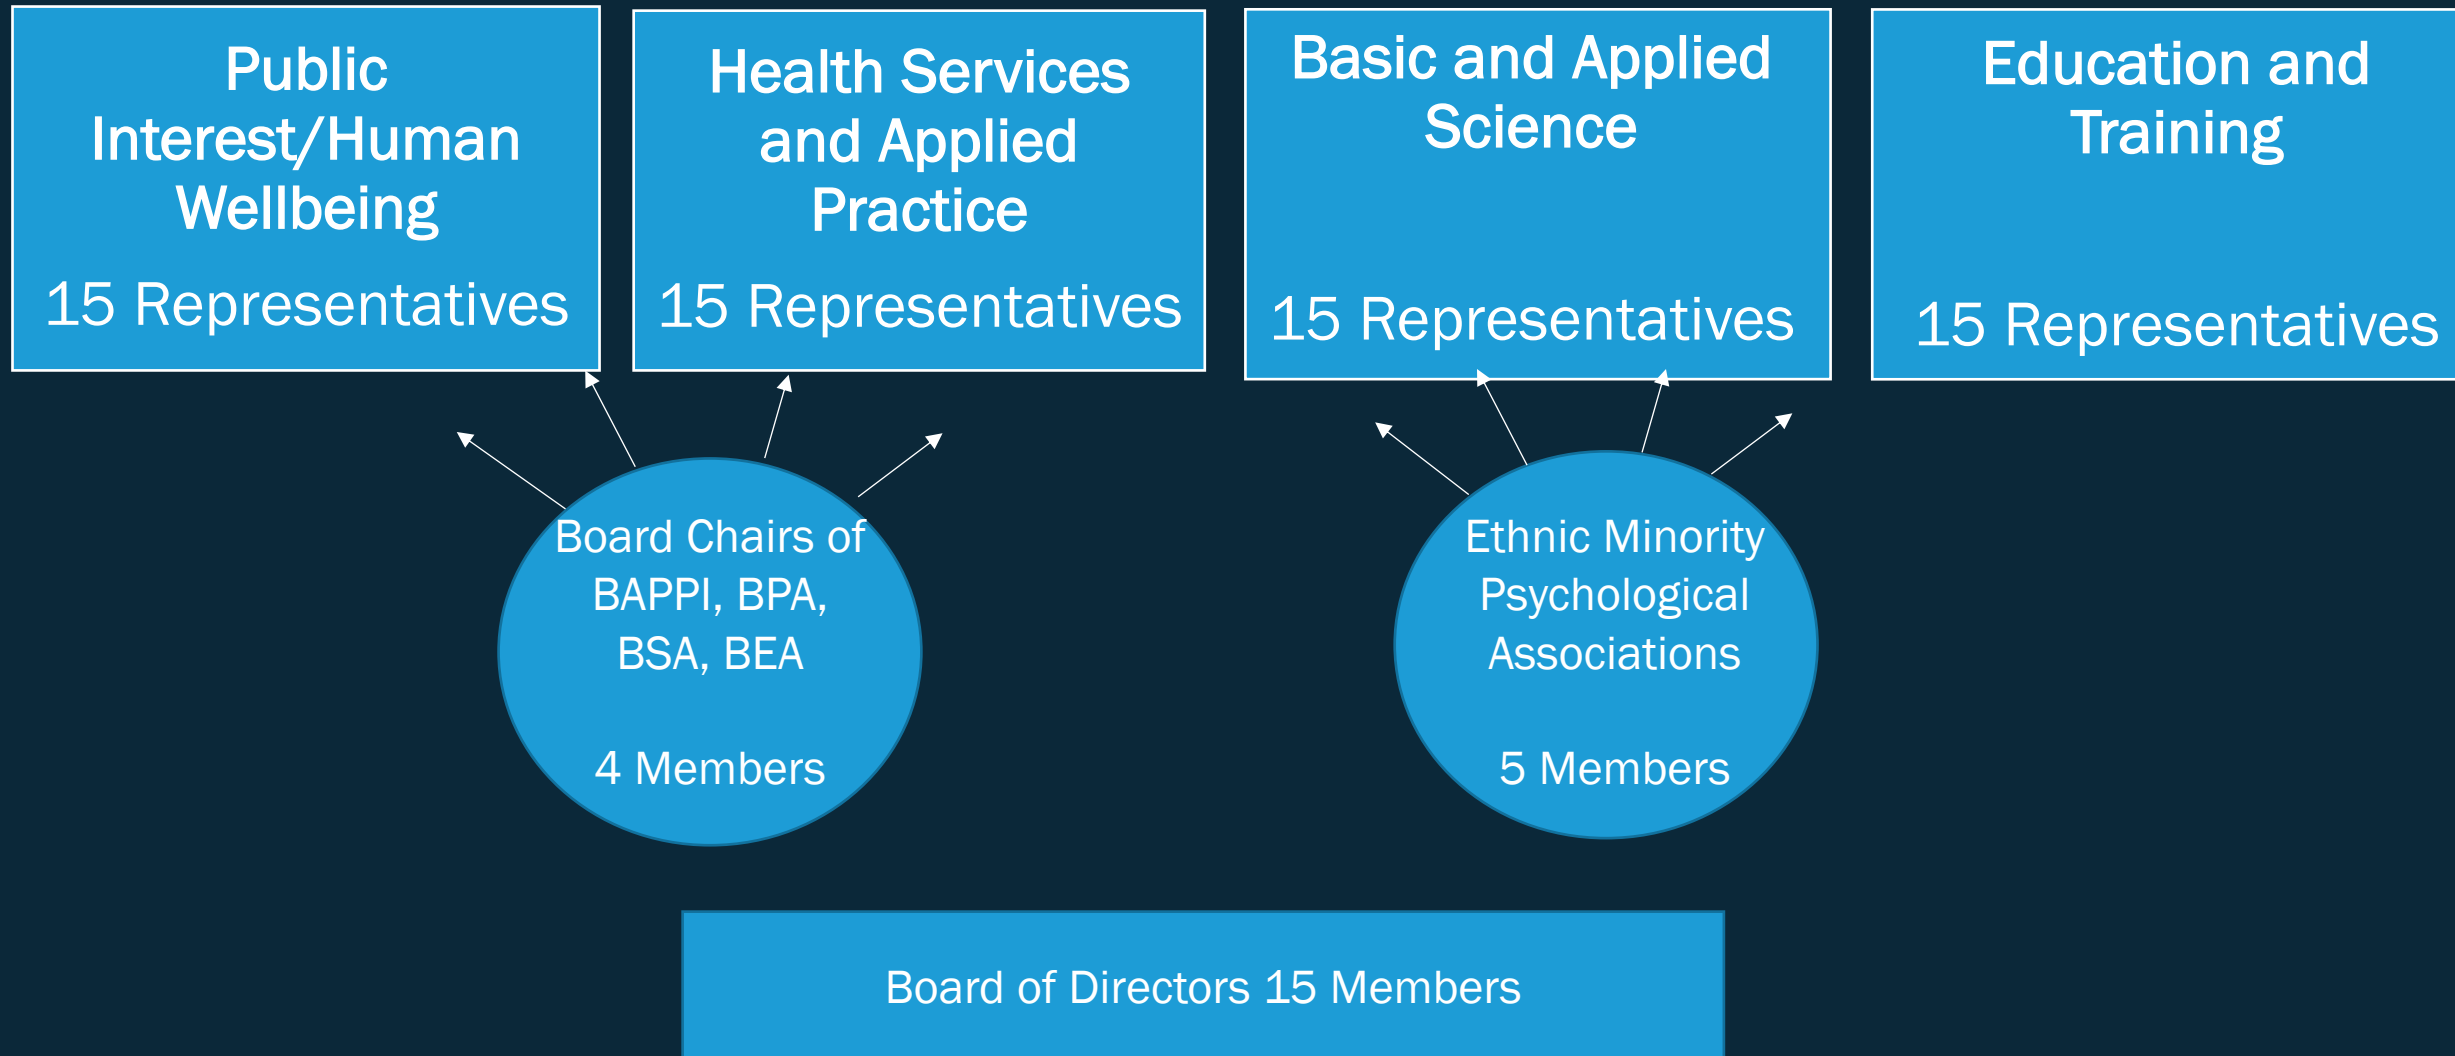 Public
Interest/Human
Wellbeing
15 Representatives
Health Services
and Applied
Practice
15 Representatives
Basic and Applied
Science
15 Representatives
Education and
Training
15 Representatives
Board Chairs of
BAPPI, BPA,
BSA, BEA
4 Members
Ethnic Minority
Psychological
Associations
5 Members
Board of Directors 15 Members